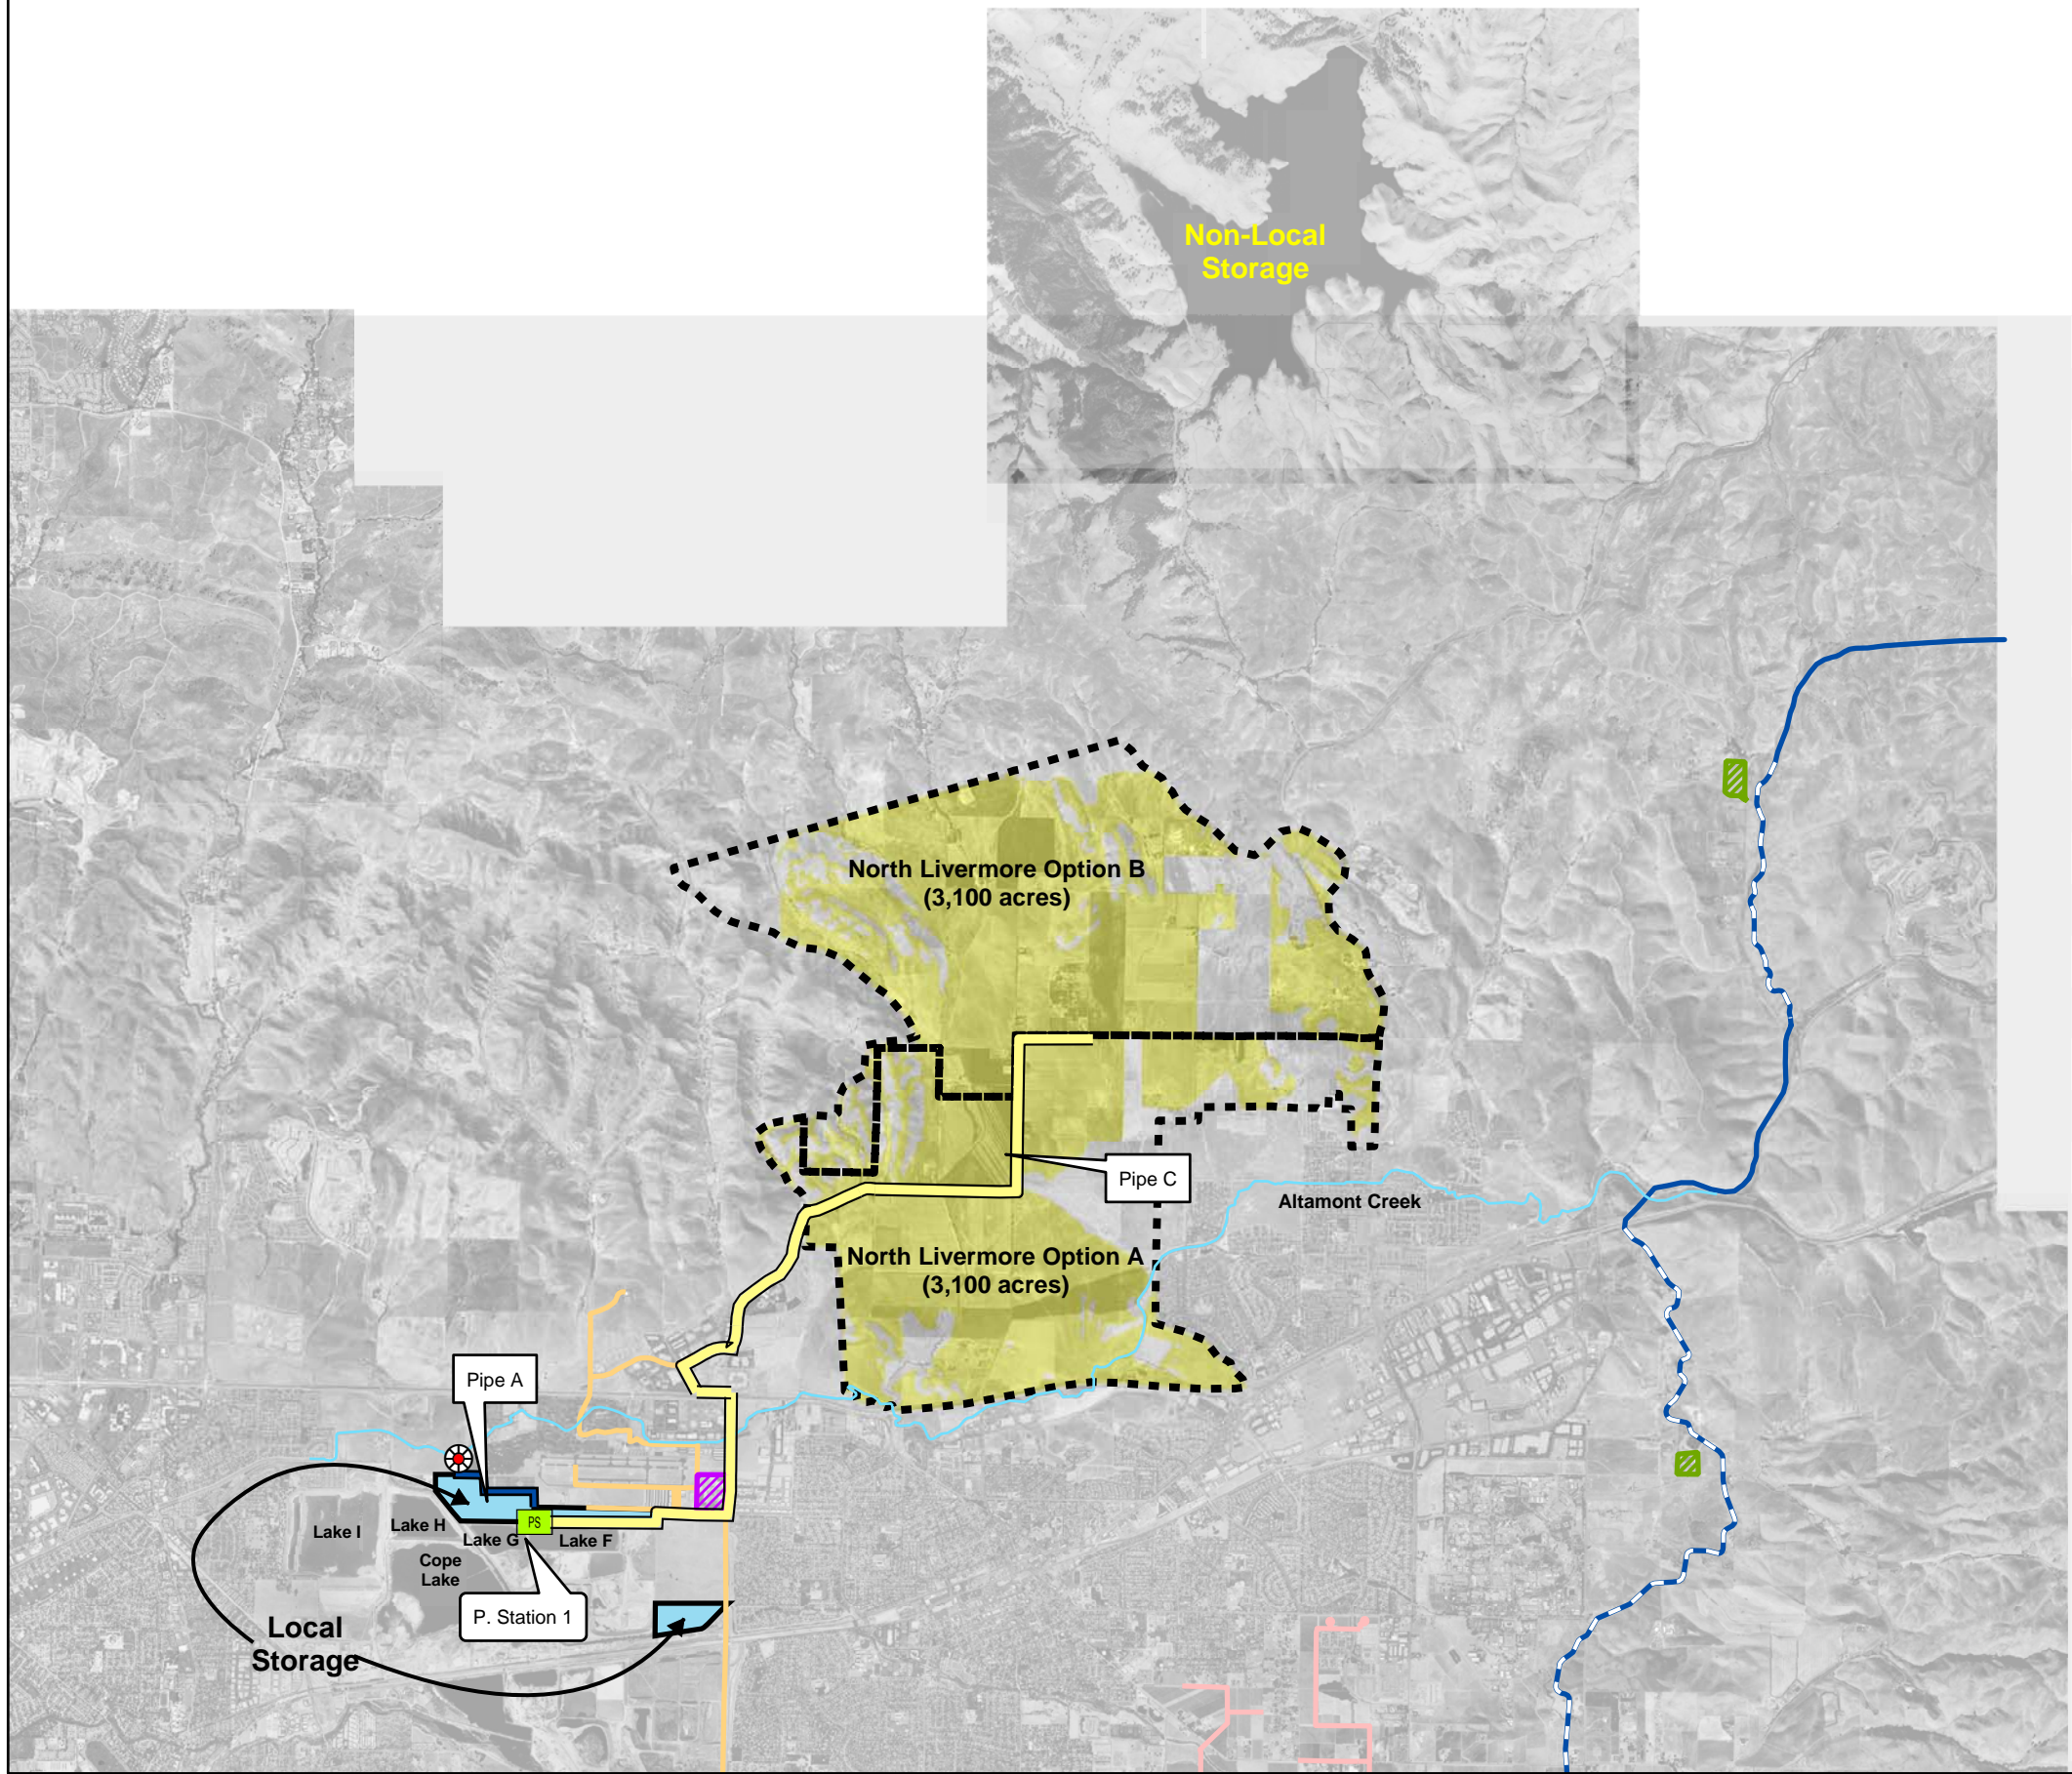 Non-Local
Storage
North Livermore Option B
(3,100 acres)
Pipe C
Altamont Creek
North Livermore Option A
(3,100 acres)
Pipe A
Lake I
Lake H
Lake G
PS
Lake F
Cope
Lake
P. Station 1
Local
Storage